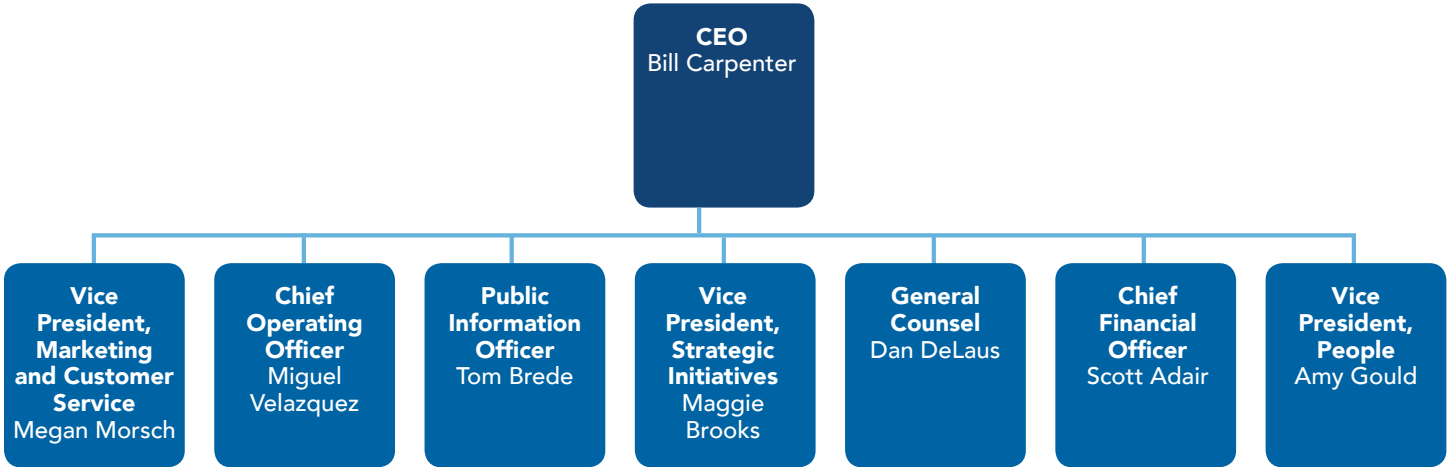 CEO
Bill Carpenter
Vice
President,
Marketing
and Customer
Service
Megan Morsch
Chief
Operating
Officer
Miguel
Velazquez
Public
Information
Officer
Tom Brede
Vice
President,
Strategic
Initiatives
Maggie
Brooks
General
Counsel
Dan DeLaus
Chief
Financial
Officer
Scott Adair
Vice
President,
People
Amy Gould